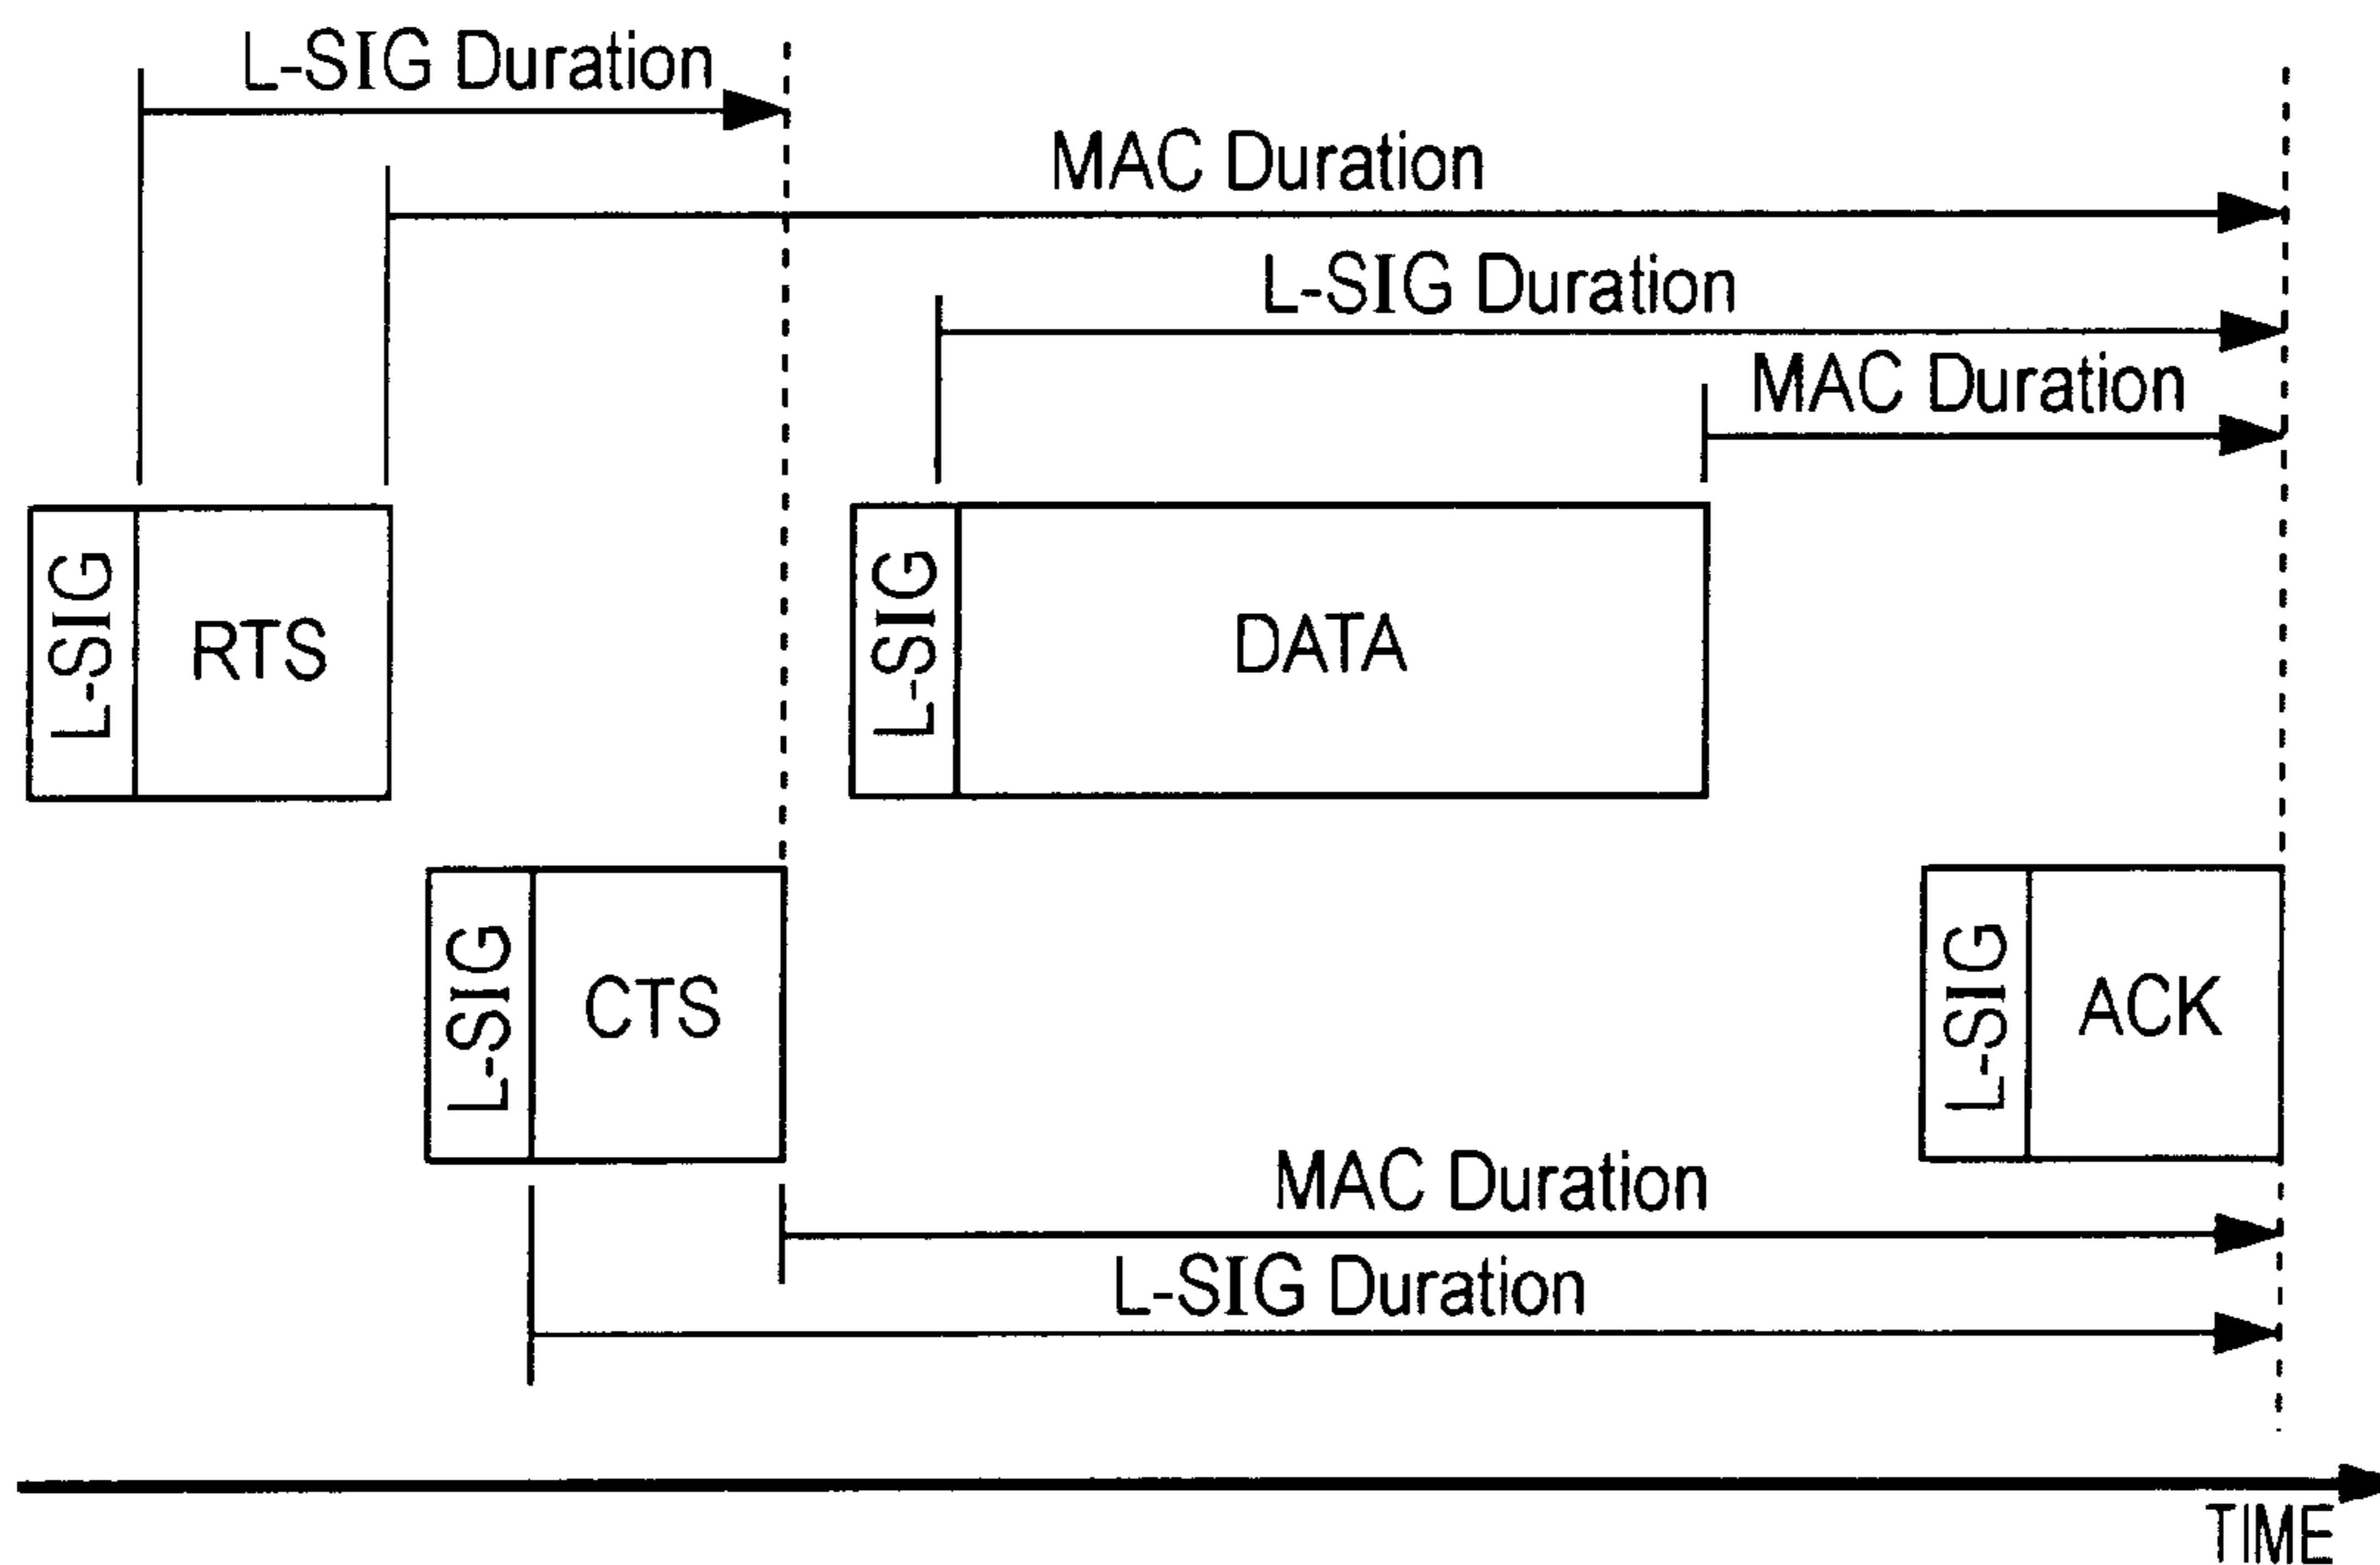 L-SIG Duration
MAC Duration
L-SIG Duration
MAC Duration
L-SIG
RTS
L-SIG
DATA
L-SIG
CTS
L-SIG
ACK
MAC Duration
L-SIG Duration
TIME